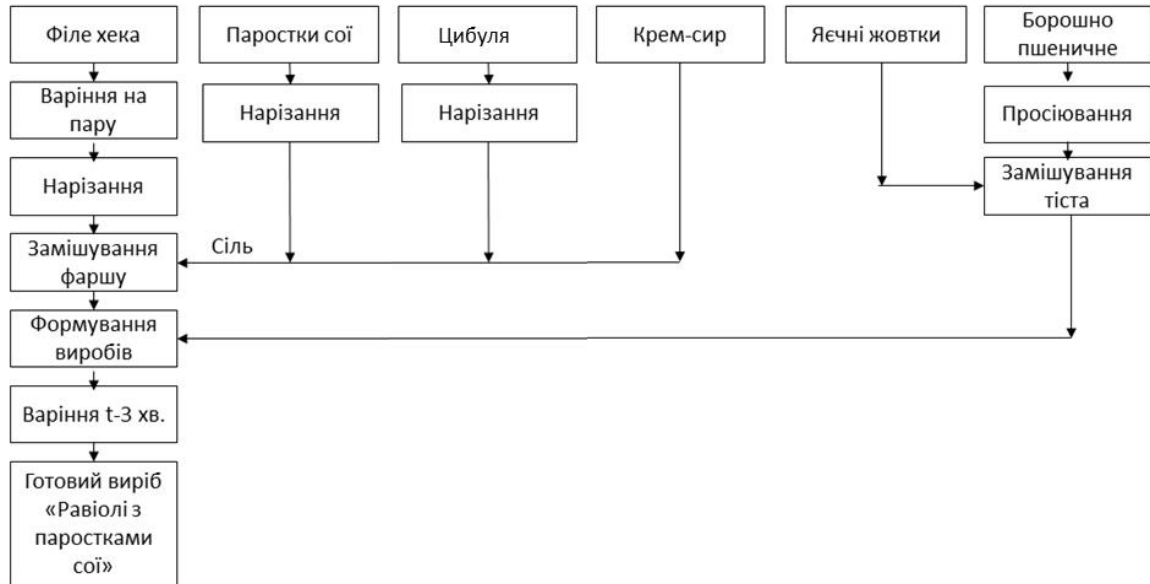 Філе хека
Паростки сої
Цибуля
Крем-сир
Яєчні жовтки
Борошно
пшеничне
Варіння на
пару
Нарізання
Нарізання
Просіювання
Нарізання
Замішування
тіста
Замішування
фаршу
Сіль
Формування
виробів
Варіння t-3 хв.
Готовий виріб
«Равіолі з
паростками
сої»